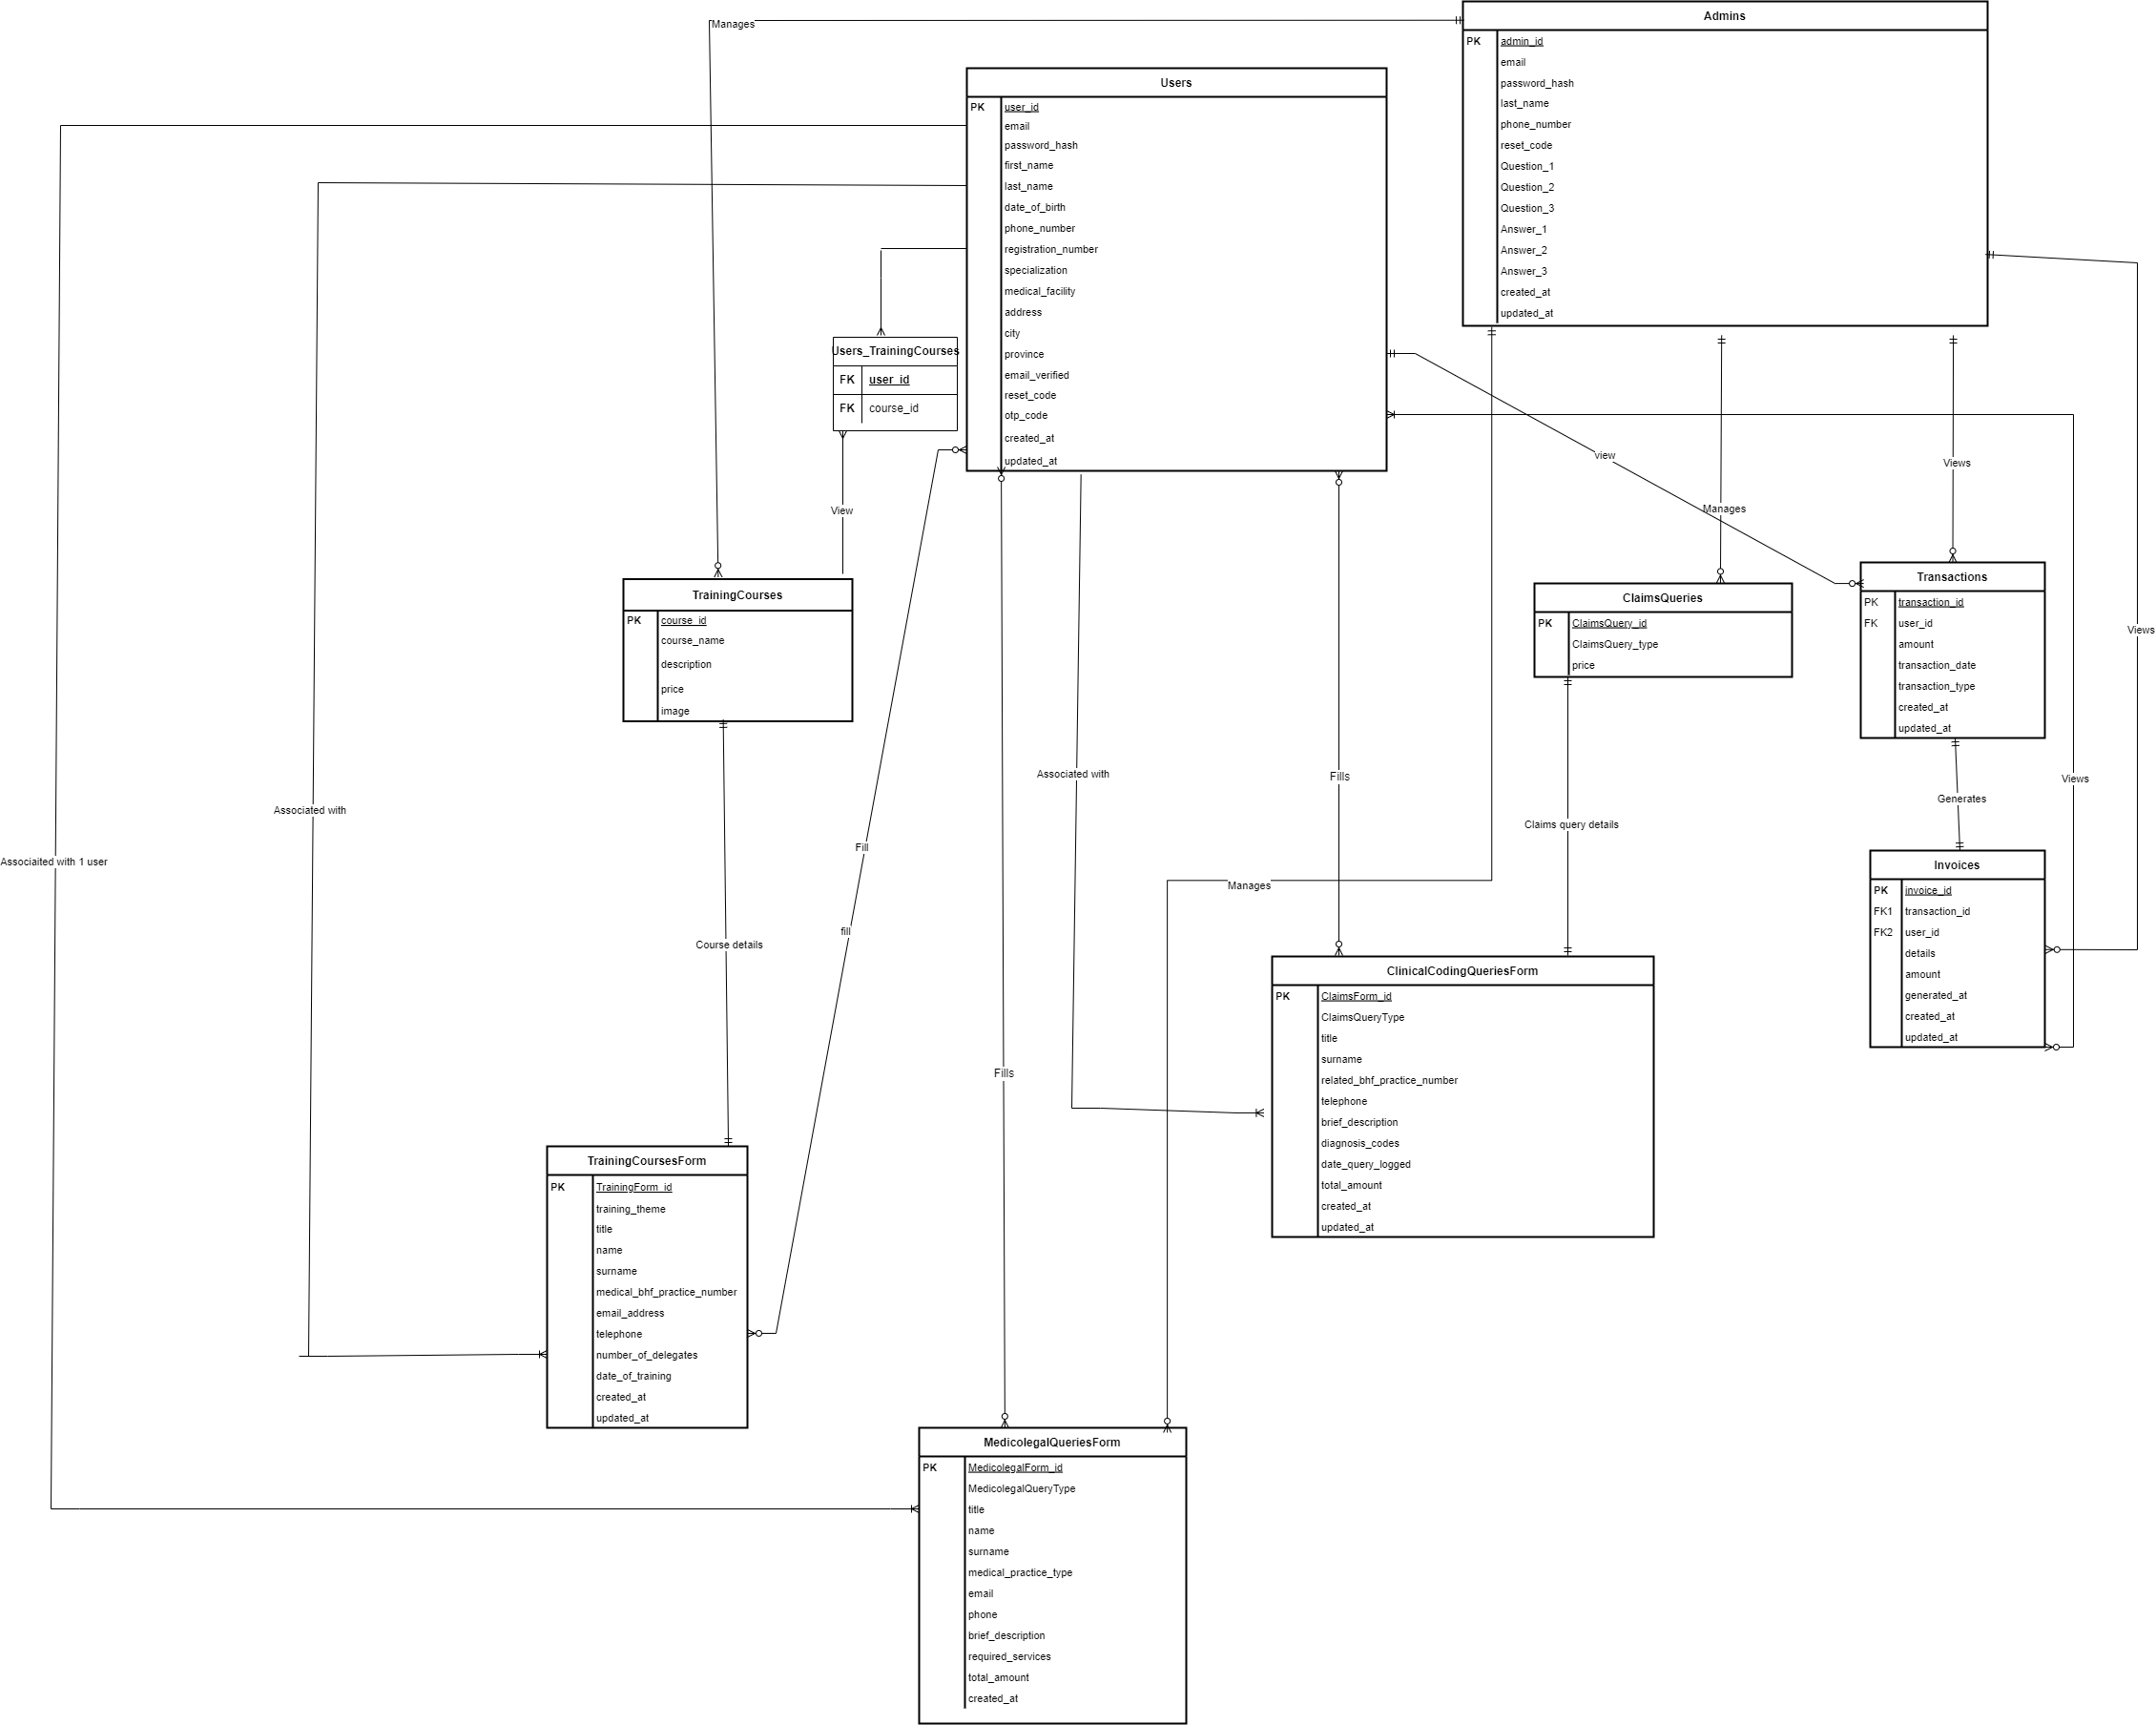 Admins
PK admin_id
email
password_hash
last_name
phone_number
reset_code
Question_1
Question_2
Question_3
Answer_1
Answer_2
Answer_3
created_at
updated_at
Manages
Users
PK user_id
email
password_hash
first_name
last_name
date_of_birth
phone_number
registration_number
specialization
medical_facility
address
city
province
email_verified
reset_code
otp_code
created_at
updated_at
Users_TrainingCourses
FK user_id
FK course_id
view
Views
Manages
View
TrainingCourses
PK course_id
course_name
description
price
image
ClaimsQueries
PK ClaimsQuery_id
ClaimsQuery_type
price
Transactions
PK transaction_id
FK user_id
amount
transaction_date
transaction_type
created_at
updated_at
Views
Associated with
Fills
Views
Generates
Associated with
Claims query details
Fill
Associaited with 1 user
Manages
fill
Course details
Invoices
PK invoice_id
FK1 transaction_id
FK2 user_id
details
amount
generated_at
created_at
updated_at
ClinicalCodingQueriesForm
PK ClaimsForm_id
ClaimsQueryType
title
surname
related_bhf_practice_number
telephone
brief_description
diagnosis_codes
date_query_logged
total_amount
created_at
updated_at
Fills
TrainingCoursesForm
PK TrainingForm_id
training_theme
title
name
surname
medical_bhf_practice_number
email_address
telephone
number_of_delegates
date_of_training
created_at
updated_at
MedicolegalQueriesForm
PK MedicolegalForm_id
MedicolegalQueryType
title
name
surname
medical_practice_type
email
phone
brief_description
required_services
total_amount
created_at